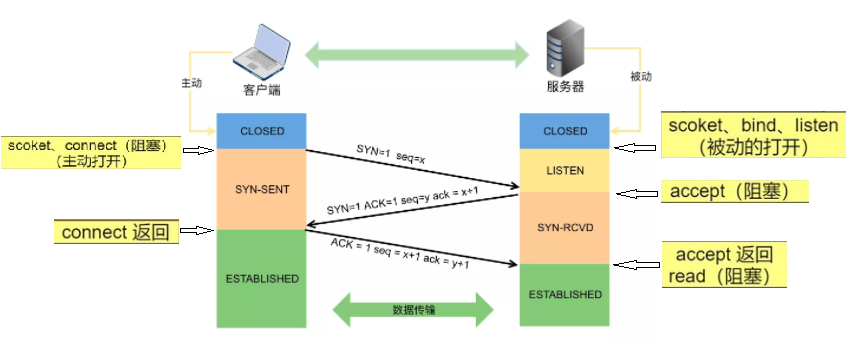 主动
客户端
服务器
被动
CLOSED
CLOSED
scoket、bind、listen
（被动的打开）
scoket、connect（阻塞）
（主动打开）
SYN=1 seq=x
LISTEN
SYN-SENT
accept（阻塞）
SYN=1 ACK=1 seq=y ack = x+1
connect 返回
SYN-RCVD
ACK = 1 seq = x+1 ack = y+1
accept 返回
read（阻塞）
ESTABLISHED
ESTABLISHED
数据传输